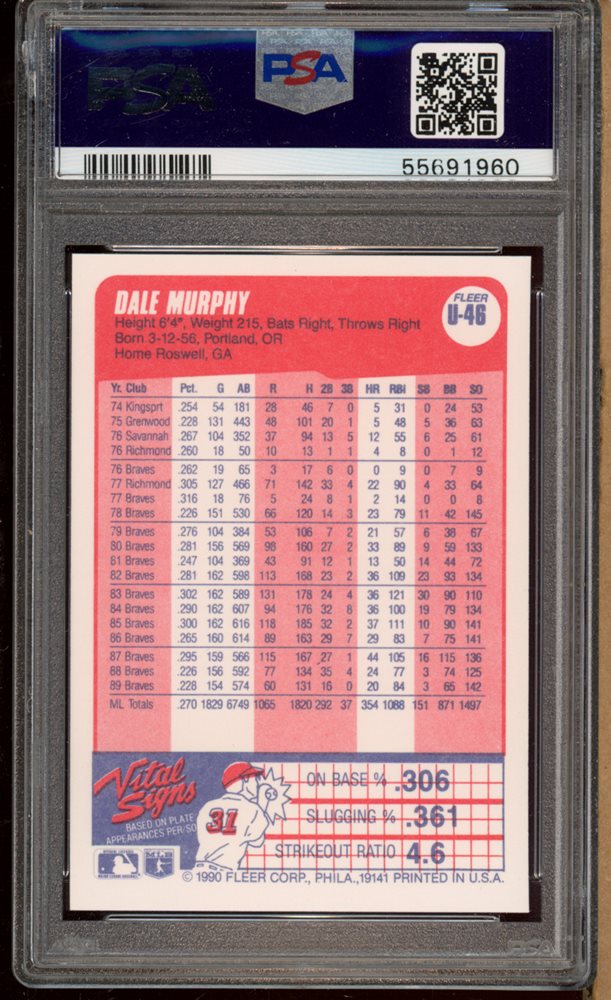 PSA
PSA
55691960
DALE MURPHY
FLEER
U-46
Height 6'4", Weight 215, Bats Right, Throws Right
Born 3-12-56, Portland, OR
Home Roswell, GA
Yr. Club Pct. G AB R H 2B 3B HR RBI SB BB SO
74 Kingsprt .254 54 181 28 46 7 0 5 31 0 24 53
75 Grenwood .228 131 443 48 101 20 1 5 48 5 36 63
76 Savannah .267 104 352 37 94 13 5 12 55 6 25 61
76 Richmond .260 18 50 10 13 1 1 4 8 0 1 12
76 Braves .262 19 65 3 17 6 0 0 9 0 7 9
77 Richmond .305 127 466 71 142 33 4 22 90 4 33 64
77 Braves .316 18 76 5 24 8 1 2 14 0 0 8
78 Braves .226 151 530 66 120 14 3 23 79 11 42 145
79 Braves .276 104 384 53 106 7 2 21 57 6 38 67
80 Braves .281 156 569 98 160 27 2 33 89 9 59 133
81 Braves .247 104 369 43 91 12 1 13 50 14 44 72
82 Braves .281 162 598 113 168 23 2 36 109 23 93 134
83 Braves .302 162 589 131 178 24 4 36 121 30 90 110
84 Braves .290 162 607 94 176 32 8 36 100 19 79 134
85 Braves .300 162 616 118 185 32 2 37 111 10 90 141
86 Braves .265 160 614 89 163 29 7 29 83 7 75 141
87 Braves .295 159 566 115 167 27 1 44 105 16 115 136
88 Braves .226 156 592 77 134 35 4 24 77 3 74 125
89 Braves .228 154 574 60 131 16 0 20 84 3 65 142
ML Totals .270 1829 6749 1065 1820 292 37 354 1088 151 871 1497
Vital
Signs
BASED ON PLATE
APPEARANCES PER/SO
31
ON BASE % .306
SLUGGING % .361
STRIKEOUT RATIO 4.6
© 1990 FLEER CORP., PHILA., 19141 PRINTED IN U.S.A.